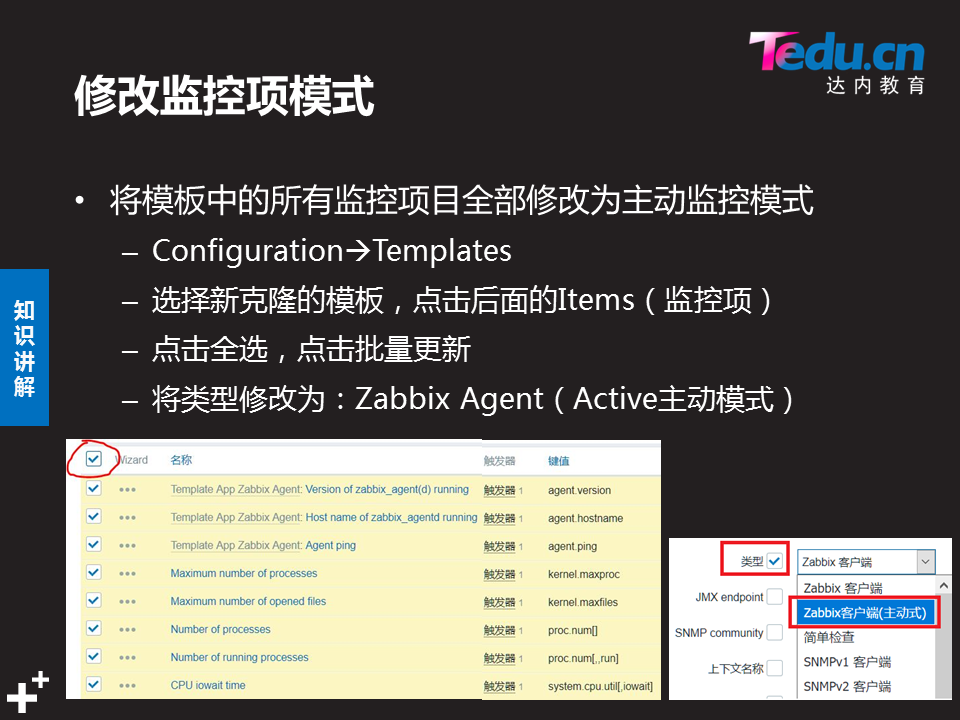 Tedu.cn
达内教育
修改监控项模式
• 将模板中的所有监控项目全部修改为主动监控模式
– Configuration→Templates
– 选择新克隆的模板，点击后面的Items（监控项）
– 点击全选，点击批量更新
– 将类型修改为：Zabbix Agent（Active主动模式）
知识讲解
Wizard 名称 触发器 键值
Template App Zabbix Agent: Version of zabbix_agent(d) running 触发器 1 agent.version
Template App Zabbix Agent: Host name of zabbix_agentd running 触发器 1 agent.hostname
Template App Zabbix Agent: Agent ping 触发器 1 agent.ping
Maximum number of processes 触发器 1 kernel.maxproc
Maximum number of opened files 触发器 1 kernel.maxfiles
Number of processes 触发器 1 proc.num[]
Number of running processes 触发器 1 proc.num[,,run]
CPU iowait time 触发器 1 system.cpu.util[,iowait]
类型 Zabbix 客户端
Zabbix 客户端
JMX endpoint
Zabbix客户端(主动式)
SNMP community
简单检查
SNMPv1 客户端
上下文名称
SNMPv2 客户端